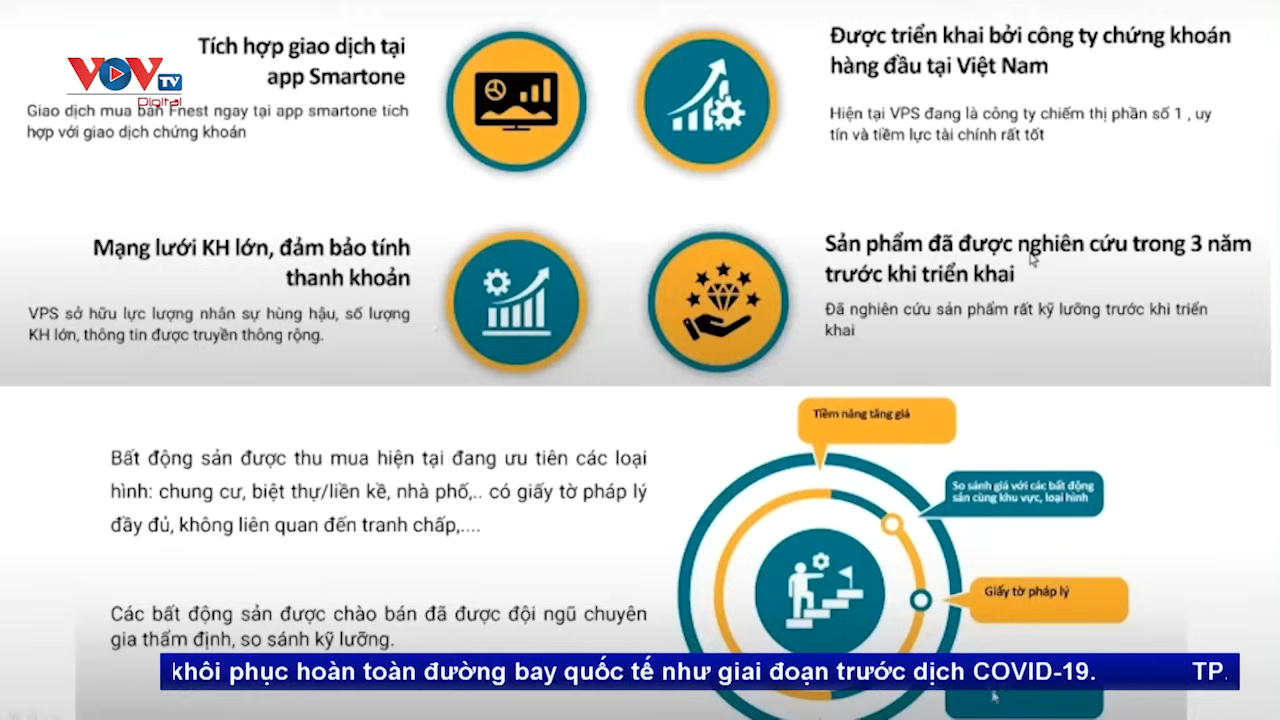 VOV TV
Digital
Tích hợp giao dịch tại
app Smartone
Giao dịch mua bán Fnest ngay tại app smartone tích
hợp với giao dịch chứng khoán
Được triển khai bởi công ty chứng khoán
hàng đầu tại Việt Nam
Hiện tại VPS đang là công ty chiếm thị phần số 1 , uy
tín và tiềm lực tài chính rất tốt
Mạng lưới KH lớn, đảm bảo tính
thanh khoản
VPS sở hữu lực lượng nhân sự hùng hậu, số lượng
KH lớn, thông tin được truyền thông rộng.
Sản phẩm đã được nghiên cứu trong 3 năm
trước khi triển khai
Đã nghiên cứu sản phẩm rất kỹ lưỡng trước khi triển
khai
Bất động sản được thu mua hiện tại đang ưu tiên các loại
hình: chung cư, biệt thự/liền kề, nhà phố,.. có giấy tờ pháp lý
đầy đủ, không liên quan đến tranh chấp,....
Các bất động sản được chào bán đã được đội ngũ chuyên
gia thẩm định, so sánh kỹ lưỡng.
Tiềm năng tăng giá
So sánh giá với các bất động
sản cùng khu vực, loại hình
Giấy tờ pháp lý
khôi phục hoàn toàn đường bay quốc tế như giai đoạn trước dịch COVID-19. TP.